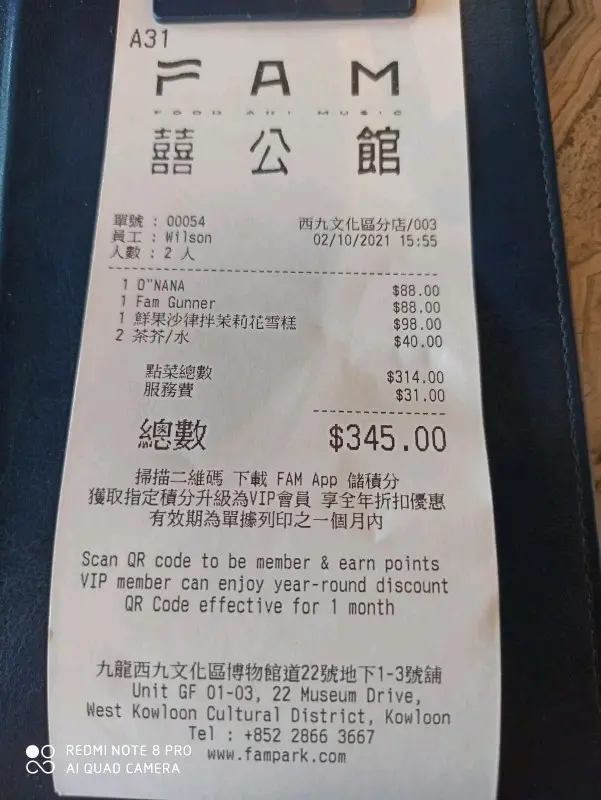 A31
FAM
FOOD ART MUSIC
囍公館
單號 : 00054 西九文化區分店/003
員工 : Wilson 02/10/2021 15:55
人數 : 2 人
1 O"NANA $88.00
1 Fam Gunner $88.00
1 鮮果沙律拌茉莉花雪糕 $98.00
2 茶芥/水 $40.00
點菜總數 $314.00
服務費 $31.00
總數 $345.00
掃描二維碼 下載 FAM App 儲積分
獲取指定積分升級為VIP會員 享全年折扣優惠
有效期為單據列印之一個月內
Scan QR code to be member & earn points
VIP member can enjoy year-round discount
QR Code effective for 1 month
九龍西九文化區博物館道22號地下1-3號舖
Unit GF 01-03, 22 Museum Drive,
West Kowloon Cultural District, Kowloon
Tel : +852 2866 3667
www.fampark.com
REDMI NOTE 8 PRO
AI QUAD CAMERA